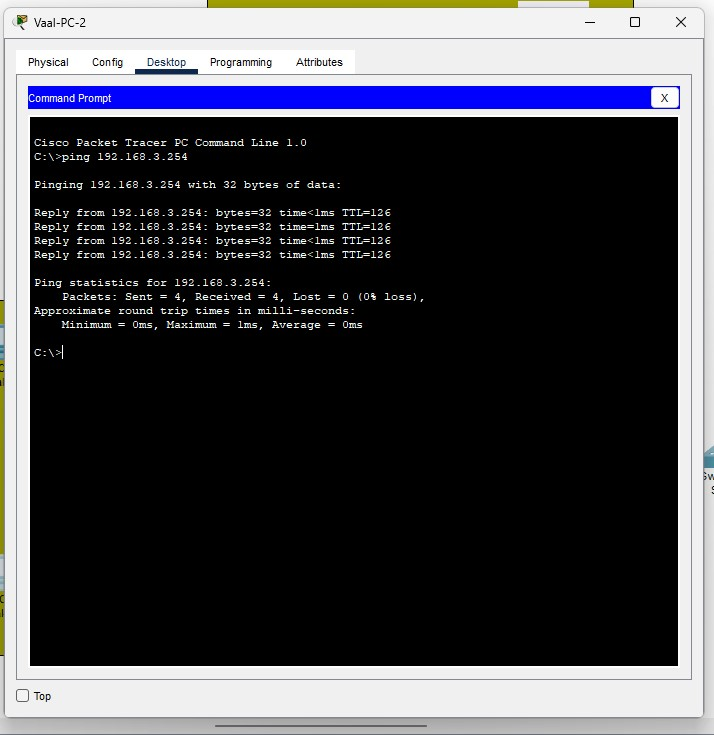 Vaal-PC-2
Physical Config Desktop Programming Attributes
Command Prompt X
Cisco Packet Tracer PC Command Line 1.0
C:\>ping 192.168.3.254
Pinging 192.168.3.254 with 32 bytes of data:
Reply from 192.168.3.254: bytes=32 time<1ms TTL=126
Reply from 192.168.3.254: bytes=32 time=1ms TTL=126
Reply from 192.168.3.254: bytes=32 time<1ms TTL=126
Reply from 192.168.3.254: bytes=32 time<1ms TTL=126
Ping statistics for 192.168.3.254:
Packets: Sent = 4, Received = 4, Lost = 0 (0% loss),
Approximate round trip times in milli-seconds:
Minimum = 0ms, Maximum = 1ms, Average = 0ms
C:\>
Top